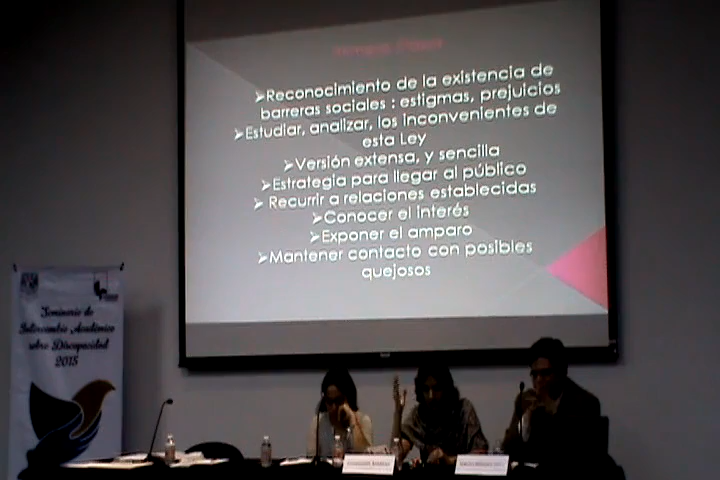 ➤Reconocimiento de la existencia de
barreras sociales : estigmas, prejuicios
➤Estudiar, analizar, los inconvenientes de
esta Ley
➤Versión extensa, y sencilla
➤Estrategia para llegar al público
➤ Recurrir a relaciones establecidas
➤Conocer el interés
➤Exponer el amparo
➤Mantener contacto con posibles
quejosos
Seminario de
Intercambio Académico
sobre Discapacidad
2015